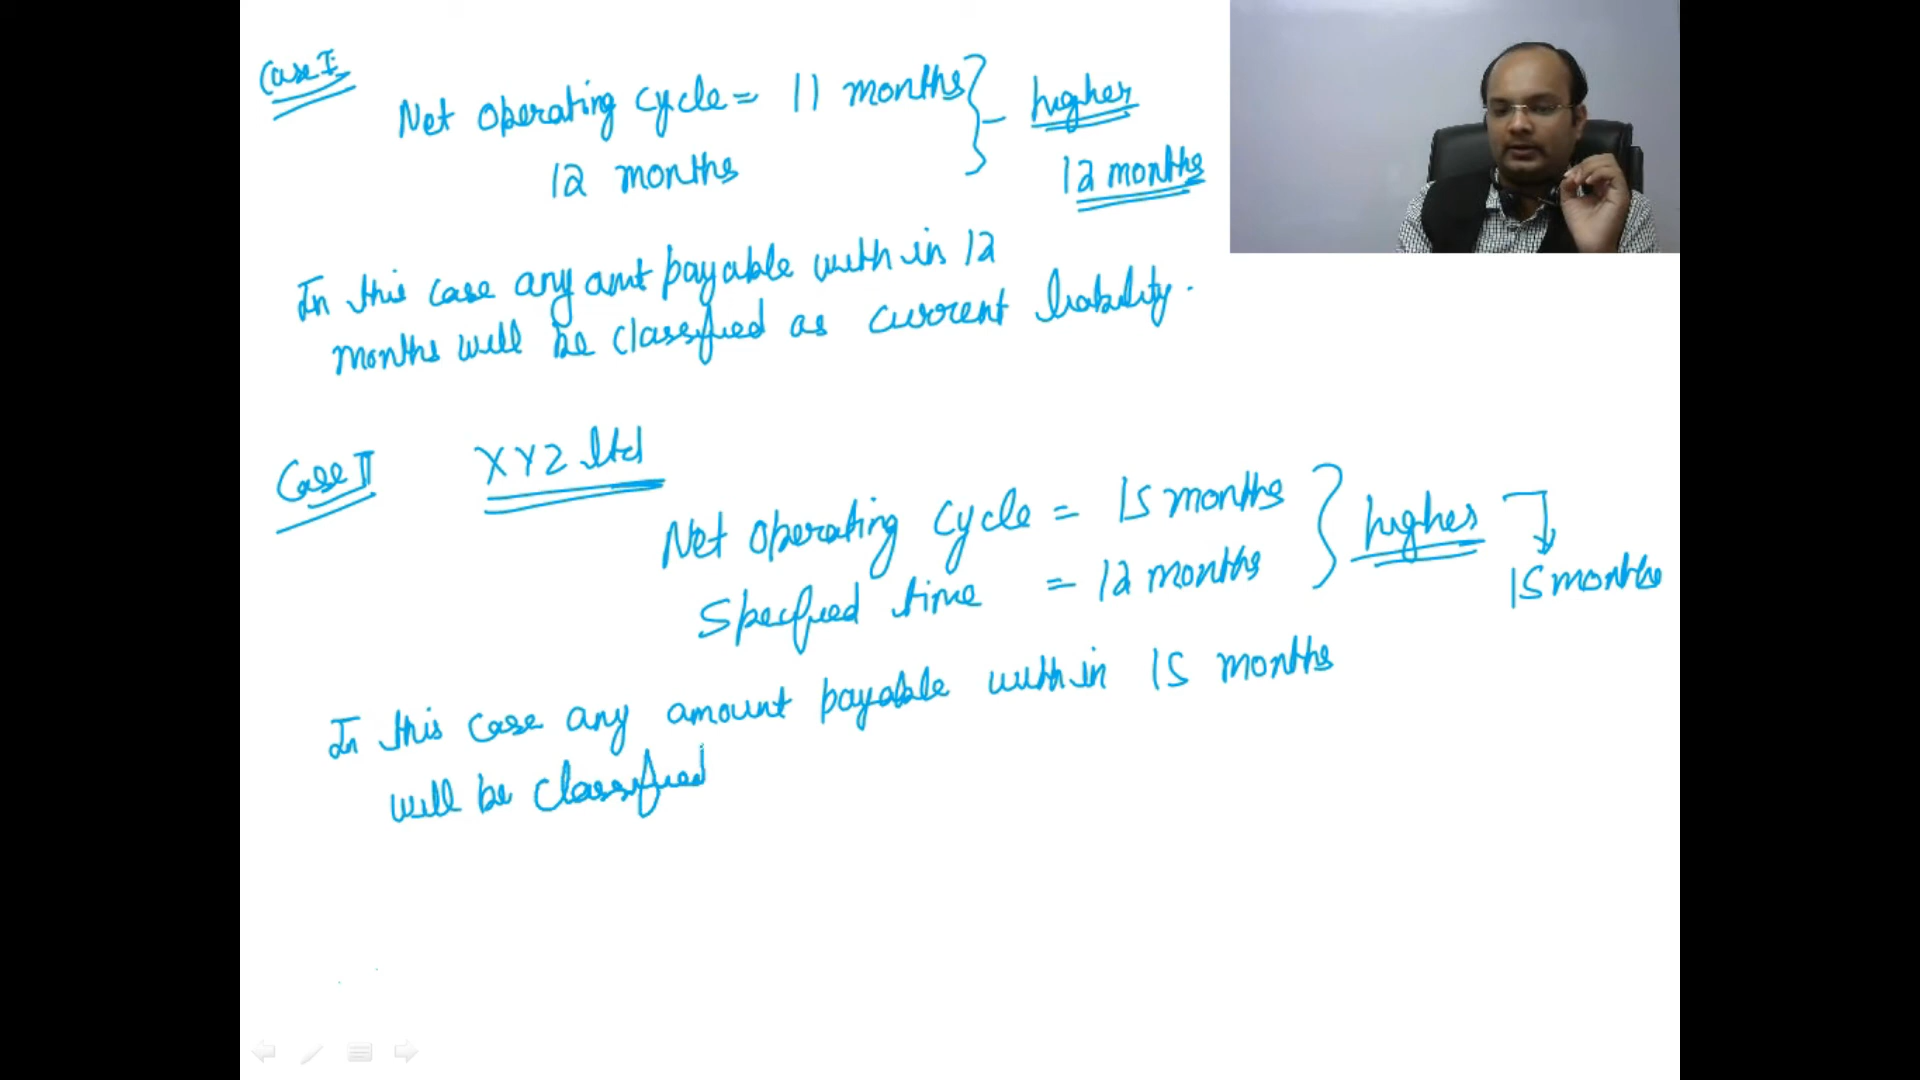 Case I
Net operating cycle = 11 months
higher
12 months
12 months
In this case any amt payable with in 12
months will be classified as current liability.
Case II
XYZ ltd
Net operating cycle = 15 months
higher
Specified time = 12 months
15 months
In this case any amount payable with in 15 months
will be classified